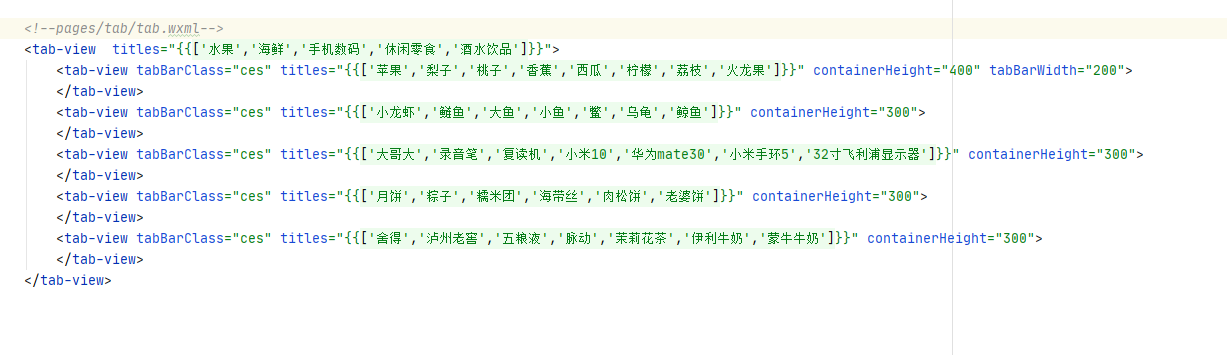 <!--pages/tab/tab.wxml-->
<tab-view  titles="{{['水果','海鲜','手机数码','休闲零食','酒水饮品']}}">
    <tab-view tabBarClass="ces" titles="{{['苹果','梨子','桃子','香蕉','西瓜','柠檬','荔枝','火龙果']}}" containerHeight="400" tabBarWidth="200">
    </tab-view>
    <tab-view tabBarClass="ces" titles="{{['小龙虾','鲢鱼','大鱼','小鱼','鳖','乌龟','鲸鱼']}}" containerHeight="300">
    </tab-view>
    <tab-view tabBarClass="ces" titles="{{['大哥大','录音笔','复读机','小米10','华为mate30','小米手环5','32寸飞利浦显示器']}}" containerHeight="300">
    </tab-view>
    <tab-view tabBarClass="ces" titles="{{['月饼','粽子','糯米团','海带丝','肉松饼','老婆饼']}}" containerHeight="300">
    </tab-view>
    <tab-view tabBarClass="ces" titles="{{['舍得','泸州老窖','五粮液','脉动','茉莉花茶','伊利牛奶','蒙牛牛奶']}}" containerHeight="300">
    </tab-view>
</tab-view>